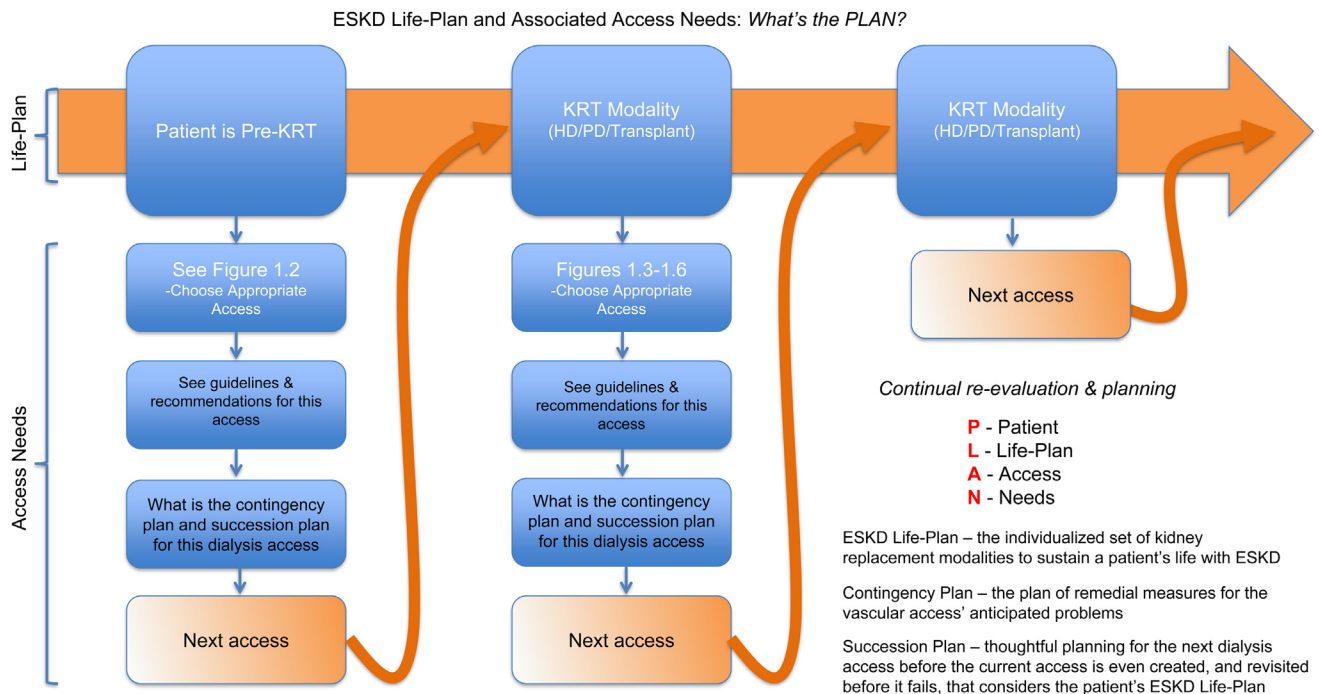 ESKD Life-Plan and Associated Access Needs: What's the PLAN?
Life-Plan
Patient is Pre-KRT
KRT Modality
(HD/PD/Transplant)
KRT Modality
(HD/PD/Transplant)
Access Needs
See Figure 1.2
-Choose Appropriate
Access
See guidelines &
recommendations for this
access
What is the contingency
plan and succession plan
for this dialysis access
Next access
Figures 1.3-1.6
-Choose Appropriate
Access
See guidelines &
recommendations for this
access
What is the contingency
plan and succession plan
for this dialysis access
Next access
Next access
Continual re-evaluation & planning
P - Patient
L - Life-Plan
A - Access
N - Needs
ESKD Life-Plan – the individualized set of kidney
replacement modalities to sustain a patient's life with ESKD
Contingency Plan – the plan of remedial measures for the
vascular access' anticipated problems
Succession Plan – thoughtful planning for the next dialysis
access before the current access is even created, and revisited
before it fails, that considers the patient's ESKD Life-Plan